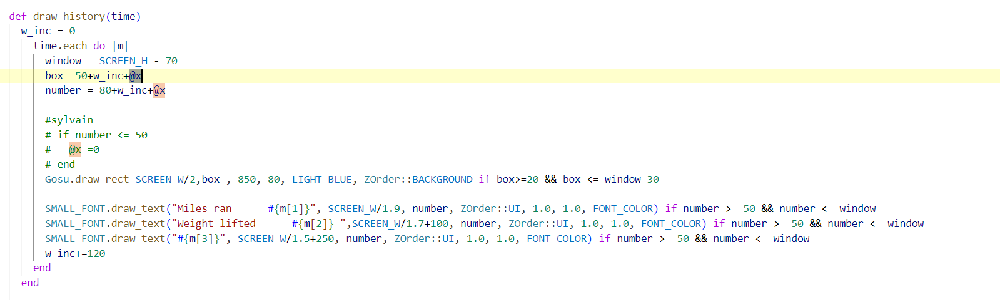 def draw_history(time)
w_inc = 0
time.each do |m|
window = SCREEN_H - 70
box= 50+w_inc+@x
number = 80+w_inc+@x
#sylvain
# if number <= 50
#   @x =0
# end
Gosu.draw_rect SCREEN_W/2,box , 850, 80, LIGHT_BLUE, ZOrder::BACKGROUND if box>=20 && box <= window-30
SMALL_FONT.draw_text("Miles ran      #{m[1]}", SCREEN_W/1.9, number, ZOrder::UI, 1.0, 1.0, FONT_COLOR) if number >= 50 && number <= window
SMALL_FONT.draw_text("Weight lifted      #{m[2]} ",SCREEN_W/1.7+100, number, ZOrder::UI, 1.0, 1.0, FONT_COLOR) if number >= 50 && number <= window
SMALL_FONT.draw_text("#{m[3]}", SCREEN_W/1.5+250, number, ZOrder::UI, 1.0, 1.0, FONT_COLOR) if number >= 50 && number <= window
w_inc+=120
end
end